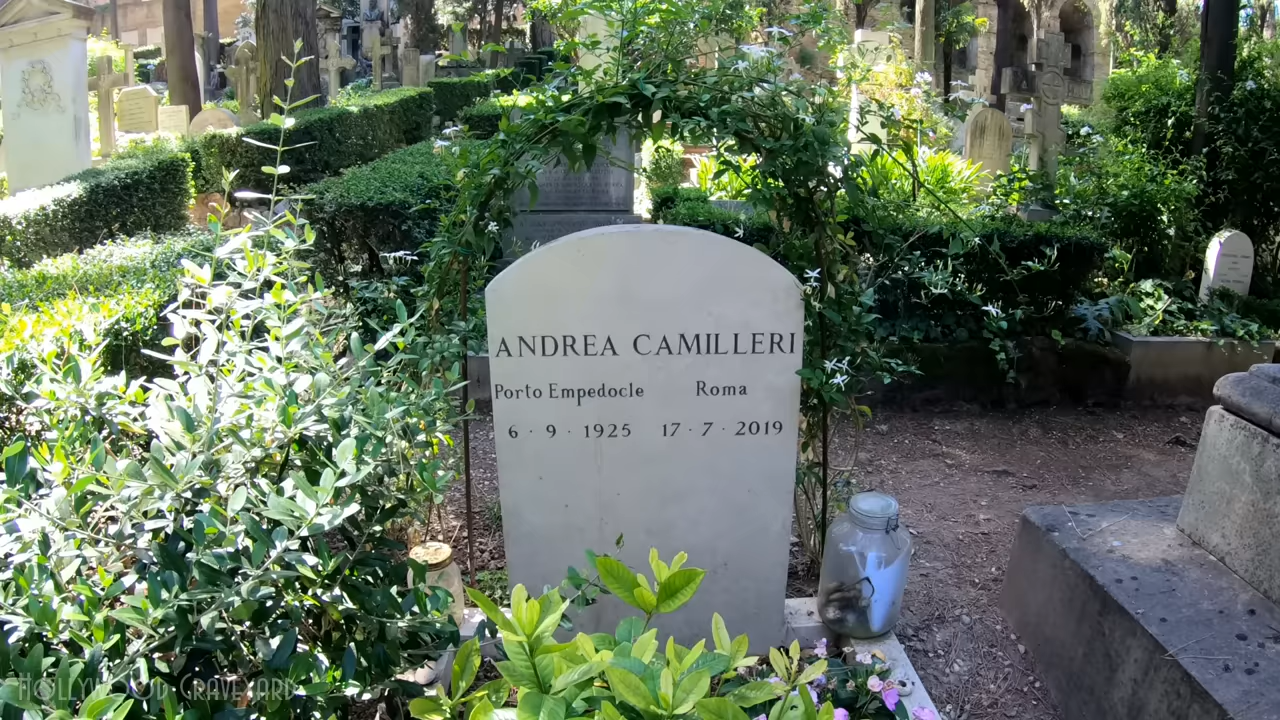 ANDREA CAMILLERI
Porto Empedocle Roma
6 · 9 · 1925 17 · 7 · 2019
HOLLYWOOD GRAVEYARD